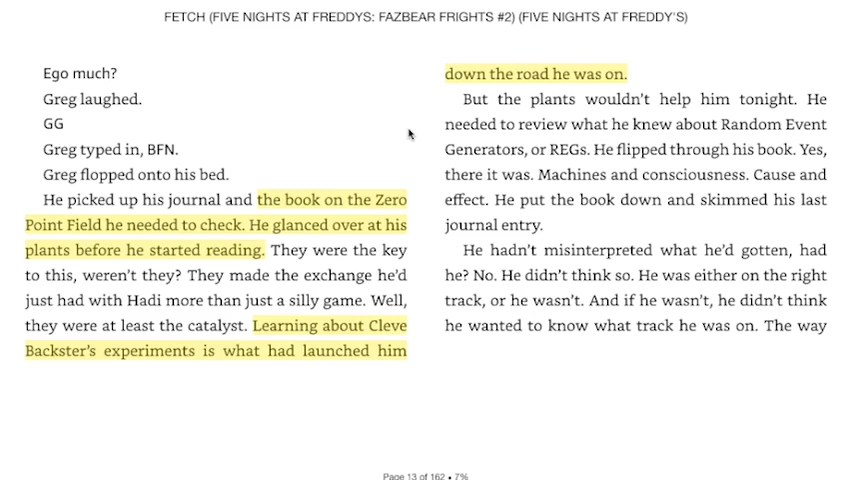 FETCH (FIVE NIGHTS AT FREDDYS: FAZBEAR FRIGHTS #2) (FIVE NIGHTS AT FREDDY'S)
Ego much?
Greg laughed.
GG
Greg typed in, BFN.
Greg flopped onto his bed.
He picked up his journal and the book on the Zero
Point Field he needed to check. He glanced over at his
plants before he started reading. They were the key
to this, weren't they? They made the exchange he'd
just had with Hadi more than just a silly game. Well,
they were at least the catalyst. Learning about Cleve
Backster's experiments is what had launched him
down the road he was on.
But the plants wouldn't help him tonight. He
needed to review what he knew about Random Event
Generators, or REGs. He flipped through his book. Yes,
there it was. Machines and consciousness. Cause and
effect. He put the book down and skimmed his last
journal entry.
He hadn't misinterpreted what he'd gotten, had
he? No. He didn't think so. He was either on the right
track, or he wasn't. And if he wasn't, he didn't think
he wanted to know what track he was on. The way
Page 13 of 162 • 7%